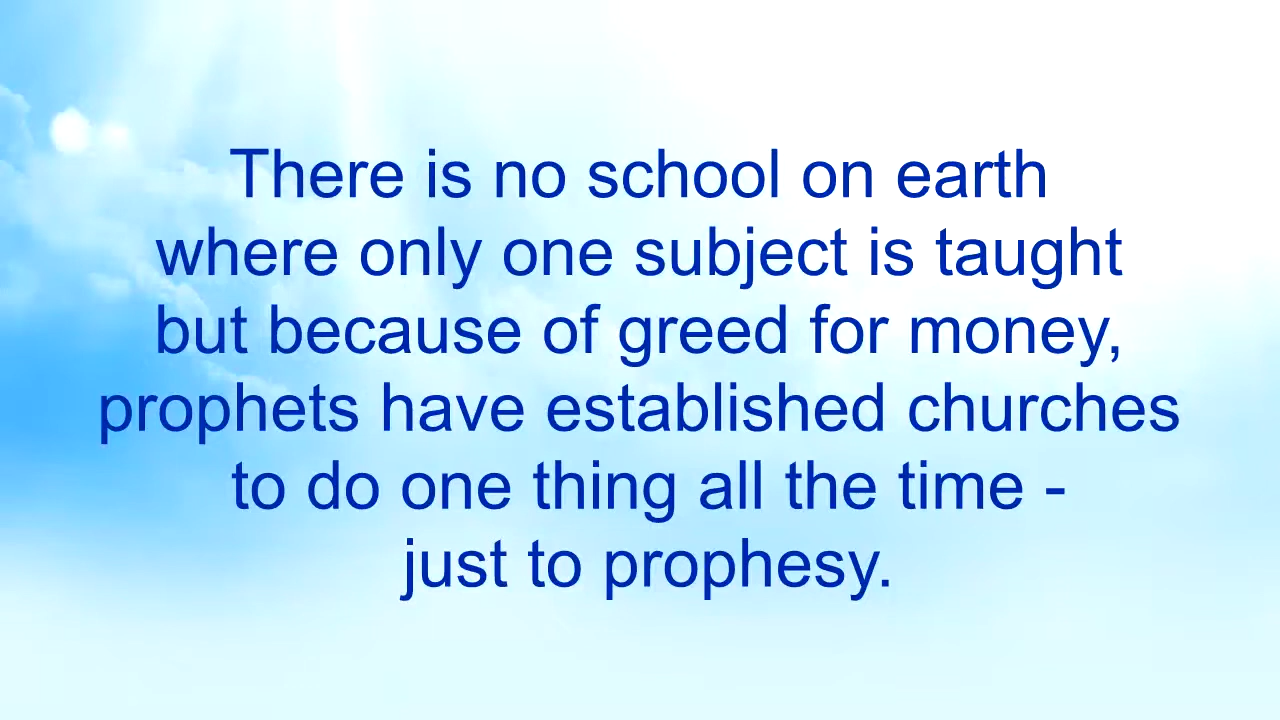 There is no school on earth
where only one subject is taught
but because of greed for money,
prophets have established churches
to do one thing all the time -
just to prophesy.